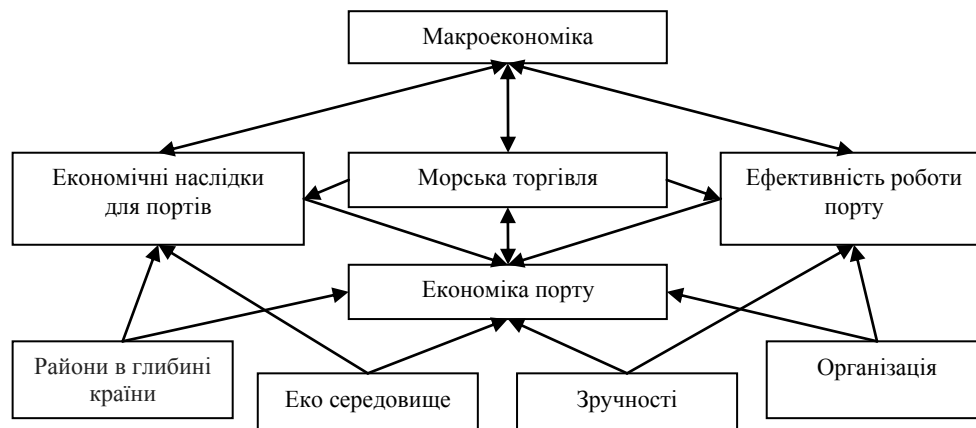 Макроекономіка
Економічні наслідки
для портів
Морська торгівля
Ефективність роботи
порту
Економіка порту
Райони в глибині
країни
Еко середовище
Зручності
Організація